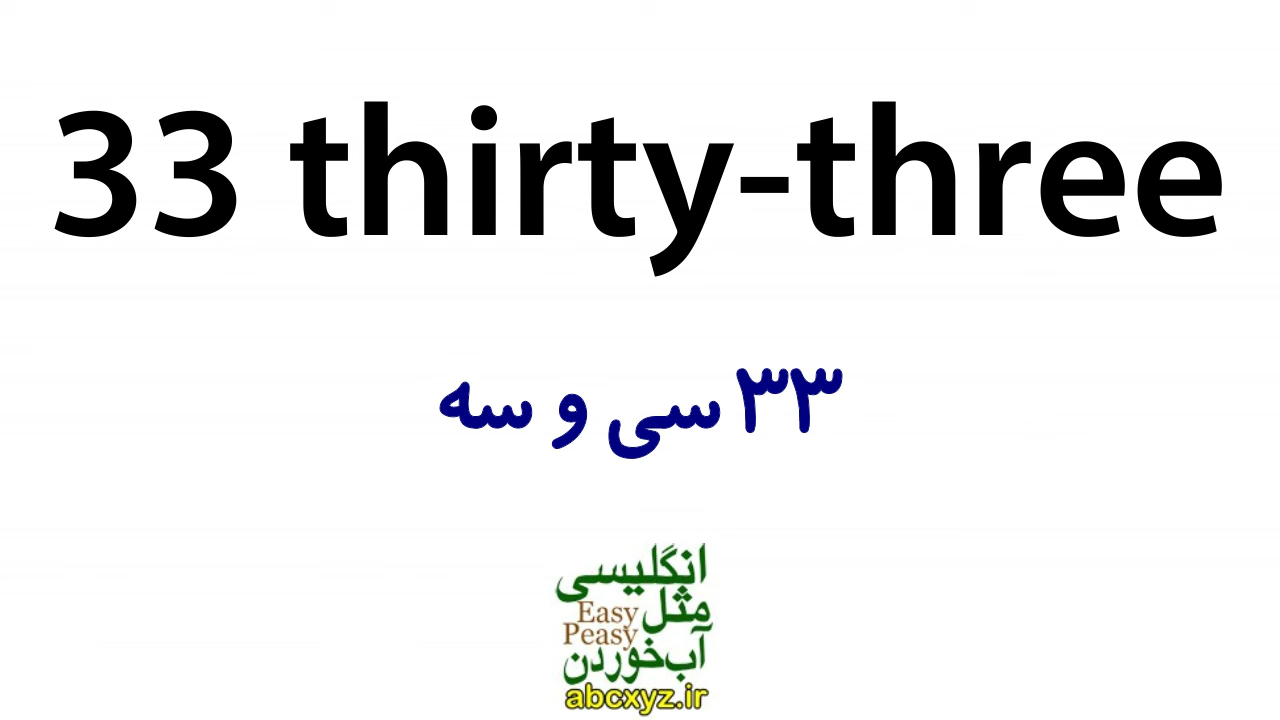 33 thirty-three
۳۳ سی و سه
انگلیسی
مثل
Easy
Peasy
آب خوردن
abcxyz.ir